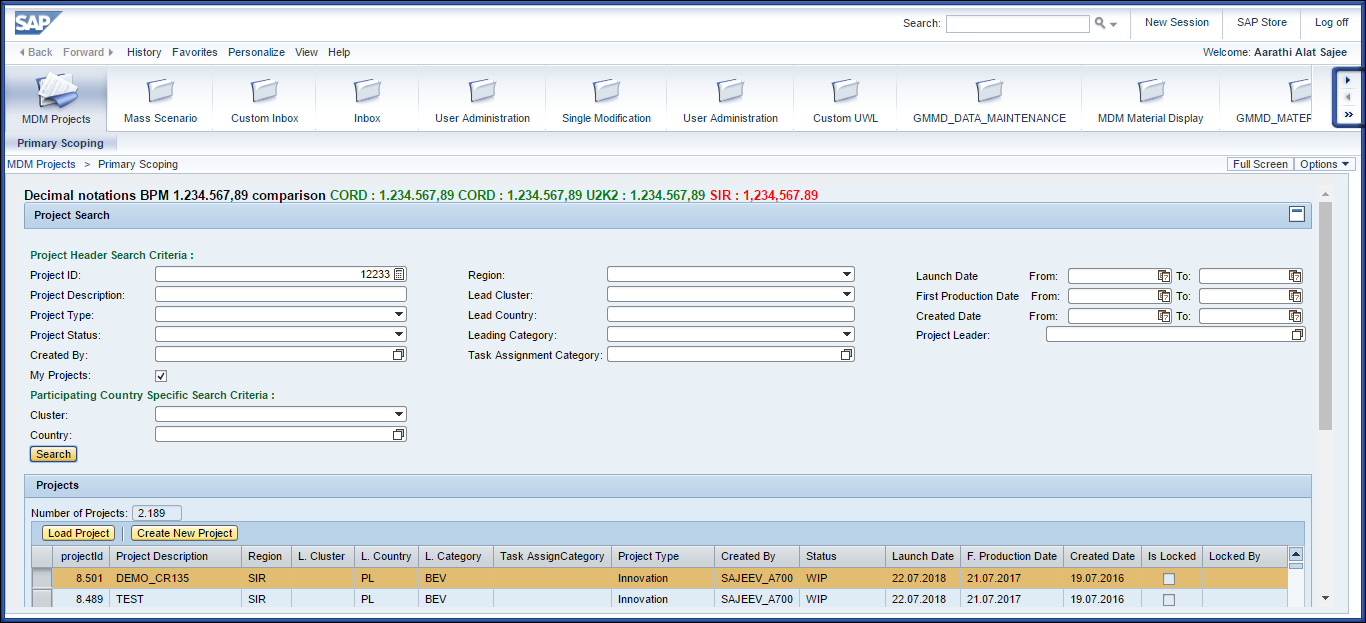 SAP Search: New Session SAP Store Log off
Back Forward History Favorites Personalize View Help Welcome: Aarathi Alat Sajee
MDM Projects Mass Scenario Custom Inbox Inbox User Administration Single Modification User Administration Custom UWL GMMD_DATA_MAINTENANCE MDM Material Display GMMD_MATER
Primary Scoping
MDM Projects > Primary Scoping Full Screen Options
Decimal notations BPM 1.234.567,89 comparison CORD : 1.234.567,89 CORD : 1.234.567,89 U2K2 : 1.234.567,89 SIR : 1,234,567.89
Project Search
Project Header Search Criteria :
Project ID: 12233 Region: Launch Date From: To:
Project Description: Lead Cluster: First Production Date From: To:
Project Type: Lead Country: Created Date From: To:
Project Status: Leading Category: Project Leader:
Created By: Task Assignment Category:
My Projects:
Participating Country Specific Search Criteria :
Cluster:
Country:
Search
Projects
Number of Projects: 2.189
Load Project Create New Project
projectId Project Description Region L. Cluster L. Country L. Category Task AssignCategory Project Type Created By Status Launch Date F. Production Date Created Date Is Locked Locked By
8.501 DEMO_CR135 SIR PL BEV Innovation SAJEEV_A700 WIP 22.07.2018 21.07.2017 19.07.2016
8.489 TEST SIR PL BEV Innovation SAJEEV_A700 WIP 22.07.2018 21.07.2017 19.07.2016